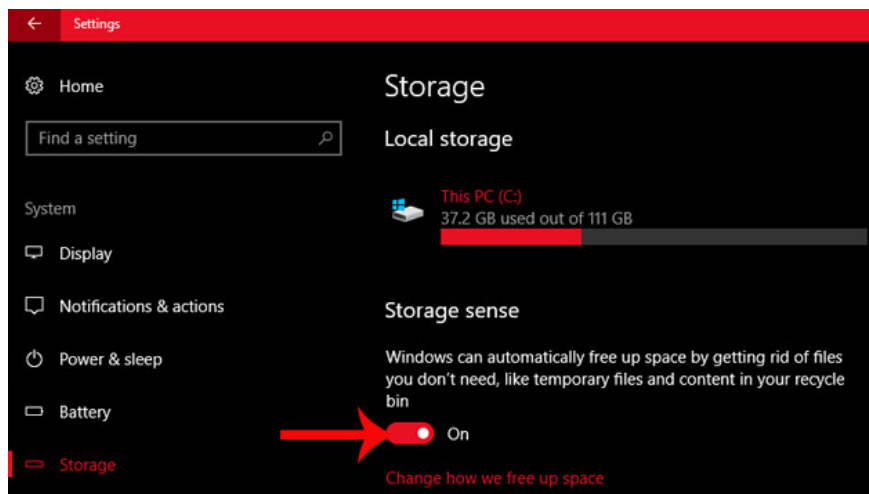 Settings
Home
Find a setting
System
Display
Notifications & actions
Power & sleep
Battery
Storage
Storage
Local storage
This PC (C:)
37.2 GB used out of 111 GB
Storage sense
Windows can automatically free up space by getting rid of files
you don't need, like temporary files and content in your recycle
bin
On
Change how we free up space